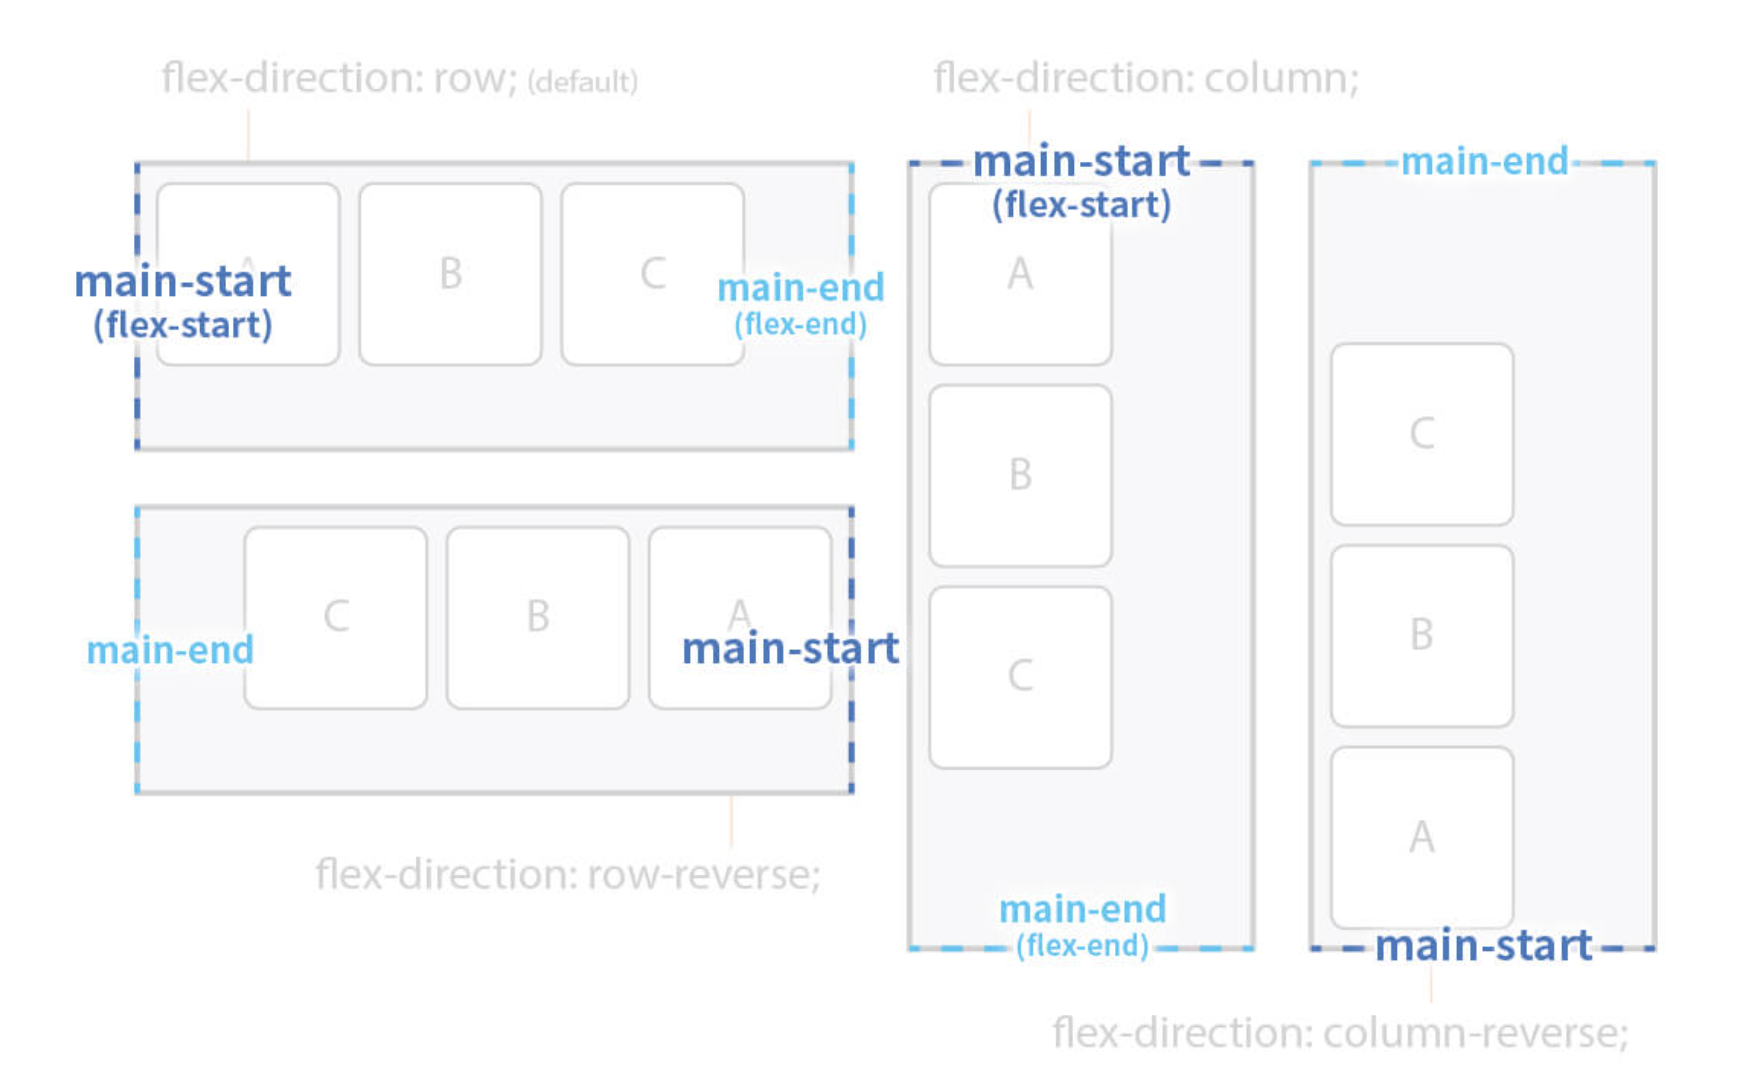 flex-direction: row; (default)
A
B
C
main-start
(flex-start)
main-end
(flex-end)
C
B
A
main-end
main-start
flex-direction: row-reverse;
flex-direction: column;
main-start
(flex-start)
A
B
C
main-end
(flex-end)
main-end
C
B
A
main-start
flex-direction: column-reverse;